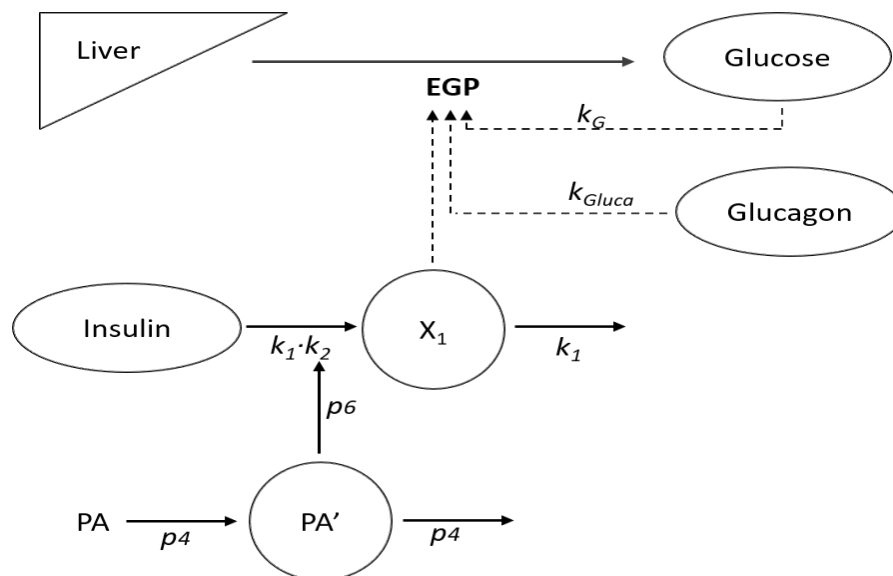 Liver
Glucose
EGP
k_G
k_Gluca
Glucagon
Insulin
X₁
k₁·k₂
k₁
p6
PA
PA’
p4
p4